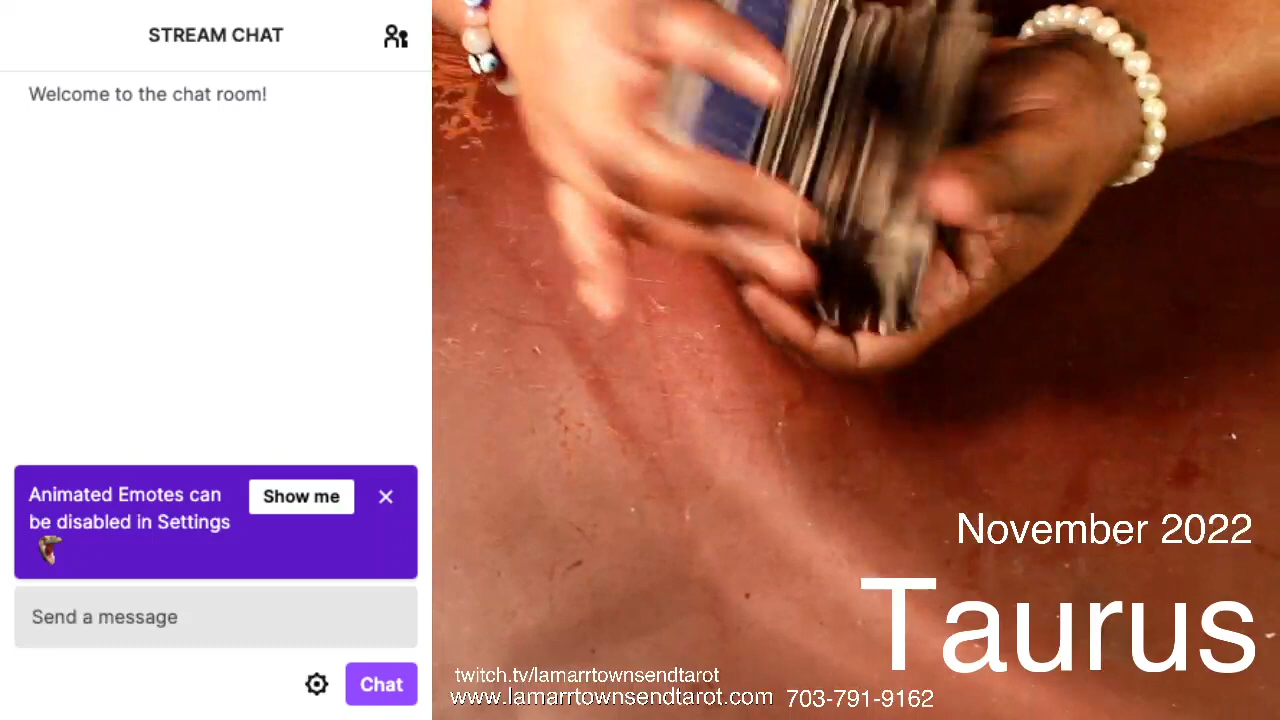 STREAM CHAT
Welcome to the chat room!
Animated Emotes can
be disabled in Settings
Show me
Send a message
Chat
November 2022
Taurus
twitch.tv/lamarrtownsendtarot
www.lamarrtownsendtarot.com 703-791-9162